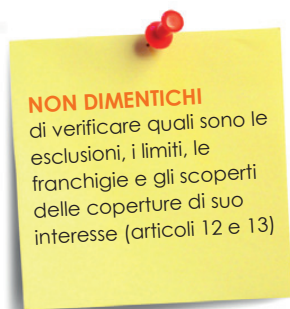 NON DIMENTICHI
di verificare quali sono le
esclusioni, i limiti, le
franchigie e gli scoperti
delle coperture di suo
interesse (articoli 12 e 13)